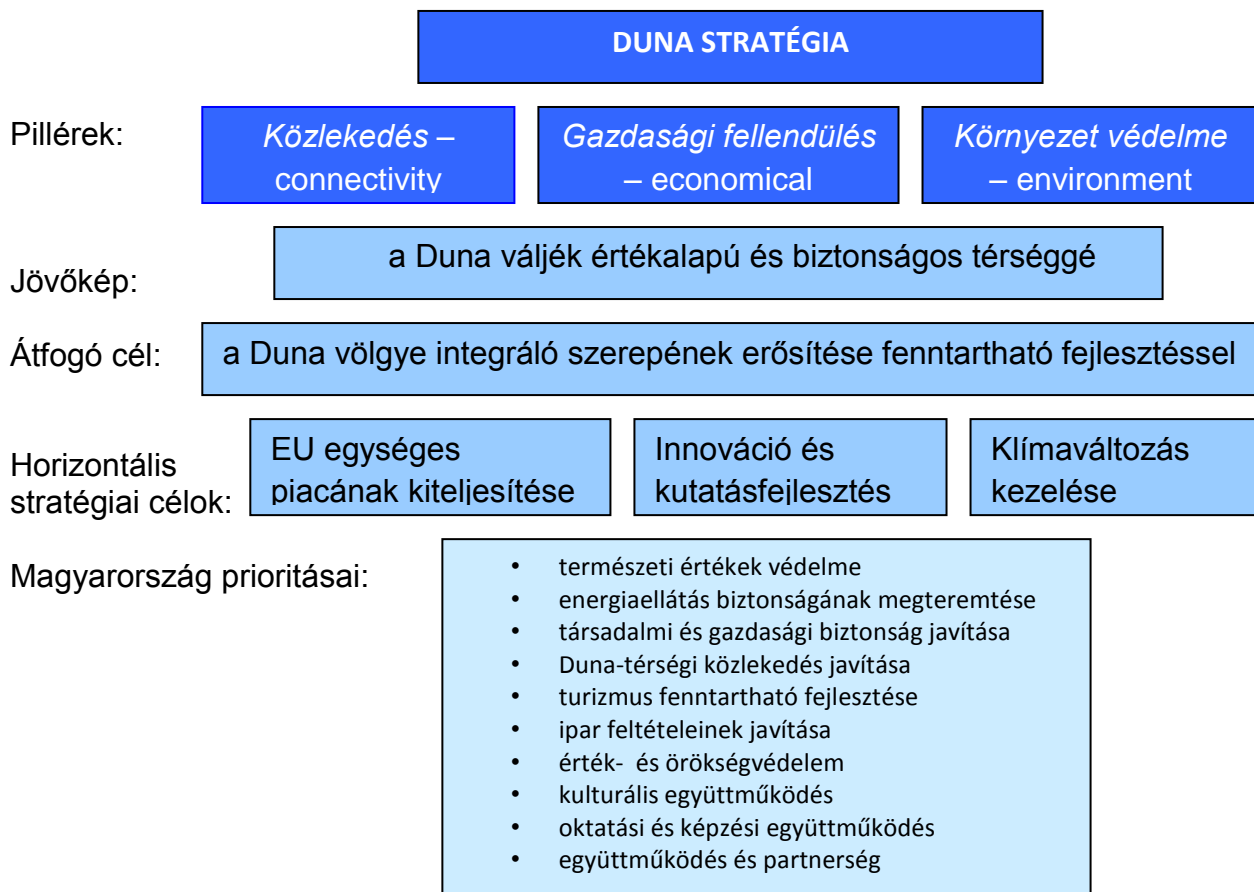 DUNA STRATÉGIA
Pillérek:
Közlekedés –
connectivity
Gazdasági fellendülés
– economical
Környezet védelme
– environment
Jövőkép:
a Duna váljék értékalapú és biztonságos térséggé
Átfogó cél:
a Duna völgye integráló szerepének erősítése fenntartható fejlesztéssel
Horizontális
stratégiai célok:
EU egységes
piacának kiteljesítése
Innováció és
kutatásfejlesztés
Klímaváltozás
kezelése
Magyarország prioritásai:
• természeti értékek védelme
• energiaellátás biztonságának megteremtése
• társadalmi és gazdasági biztonság javítása
• Duna-térségi közlekedés javítása
• turizmus fenntartható fejlesztése
• ipar feltételeinek javítása
• érték- és örökségvédelem
• kulturális együttműködés
• oktatási és képzési együttműködés
• együttműködés és partnerség